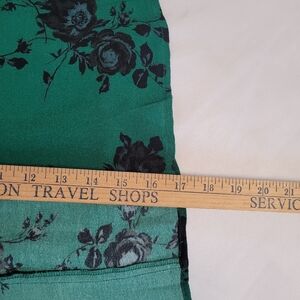 12 13 14 15 16 17 18 19 20 21
ON TRAVEL SHOPS SERVIC